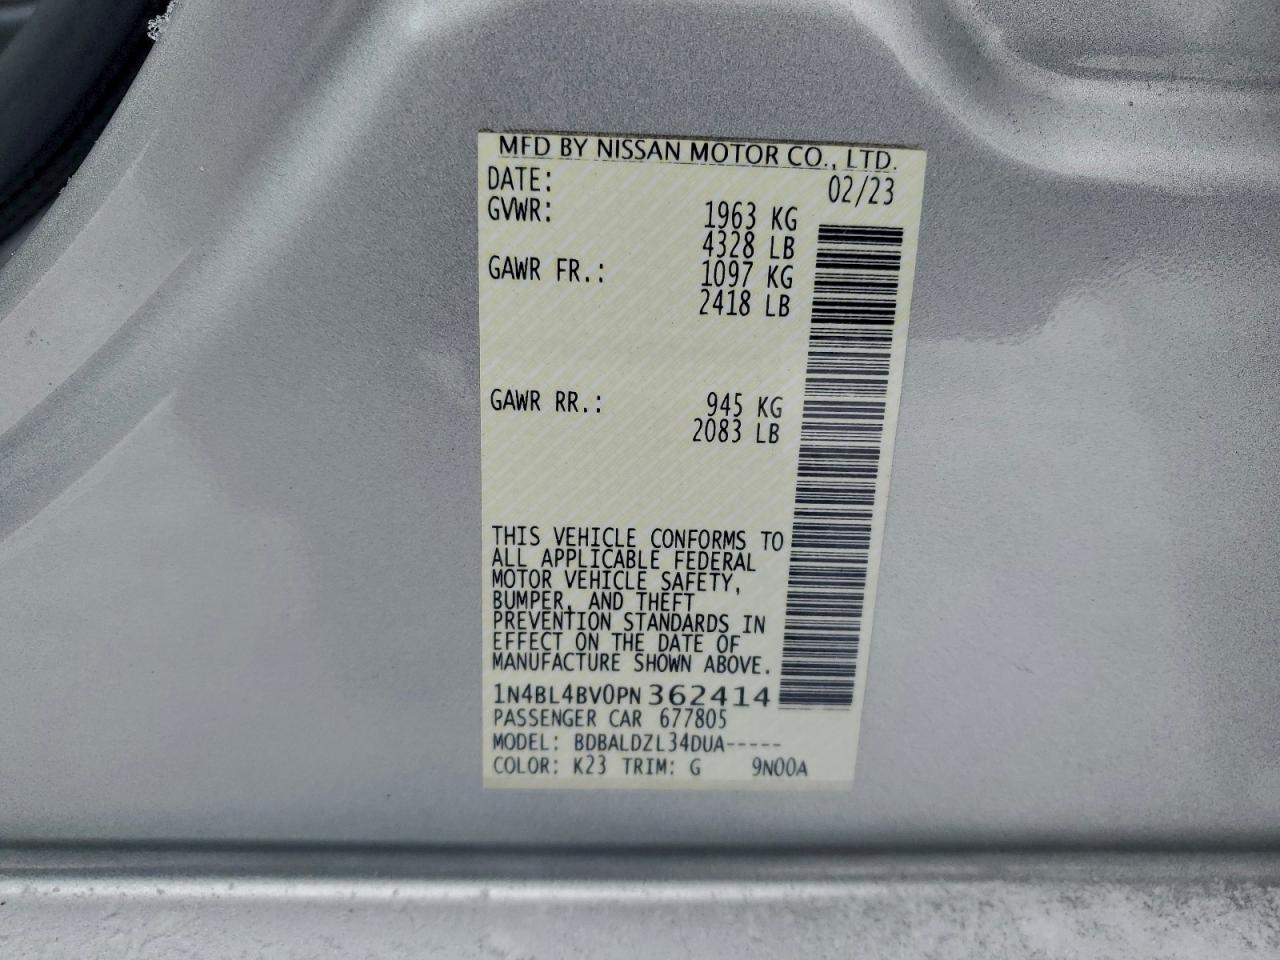 MFD BY NISSAN MOTOR CO., LTD.
DATE: 02/23
GVWR: 1963 KG
4328 LB
GAWR FR.: 1097 KG
2418 LB
GAWR RR.: 945 KG
2083 LB
THIS VEHICLE CONFORMS TO
ALL APPLICABLE FEDERAL
MOTOR VEHICLE SAFETY,
BUMPER, AND THEFT
PREVENTION STANDARDS IN
EFFECT ON THE DATE OF
MANUFACTURE SHOWN ABOVE.
1N4BL4BV0PN362414
PASSENGER CAR 677805
MODEL: BDBALDZL34DUA-----
COLOR: K23 TRIM: G 9N00A